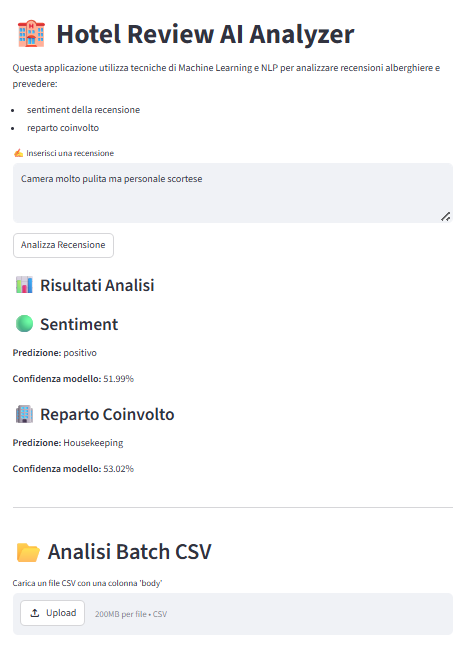 Hotel Review AI Analyzer
Questa applicazione utilizza tecniche di Machine Learning e NLP per analizzare recensioni alberghiere e
prevedere:
• sentiment della recensione
• reparto coinvolto
Inserisci una recensione
Camera molto pulita ma personale scortese
Analizza Recensione
Risultati Analisi
Sentiment
Predizione: positivo
Confidenza modello: 51.99%
Reparto Coinvolto
Predizione: Housekeeping
Confidenza modello: 53.02%
Analisi Batch CSV
Carica un file CSV con una colonna 'body'
Upload 200MB per file • CSV